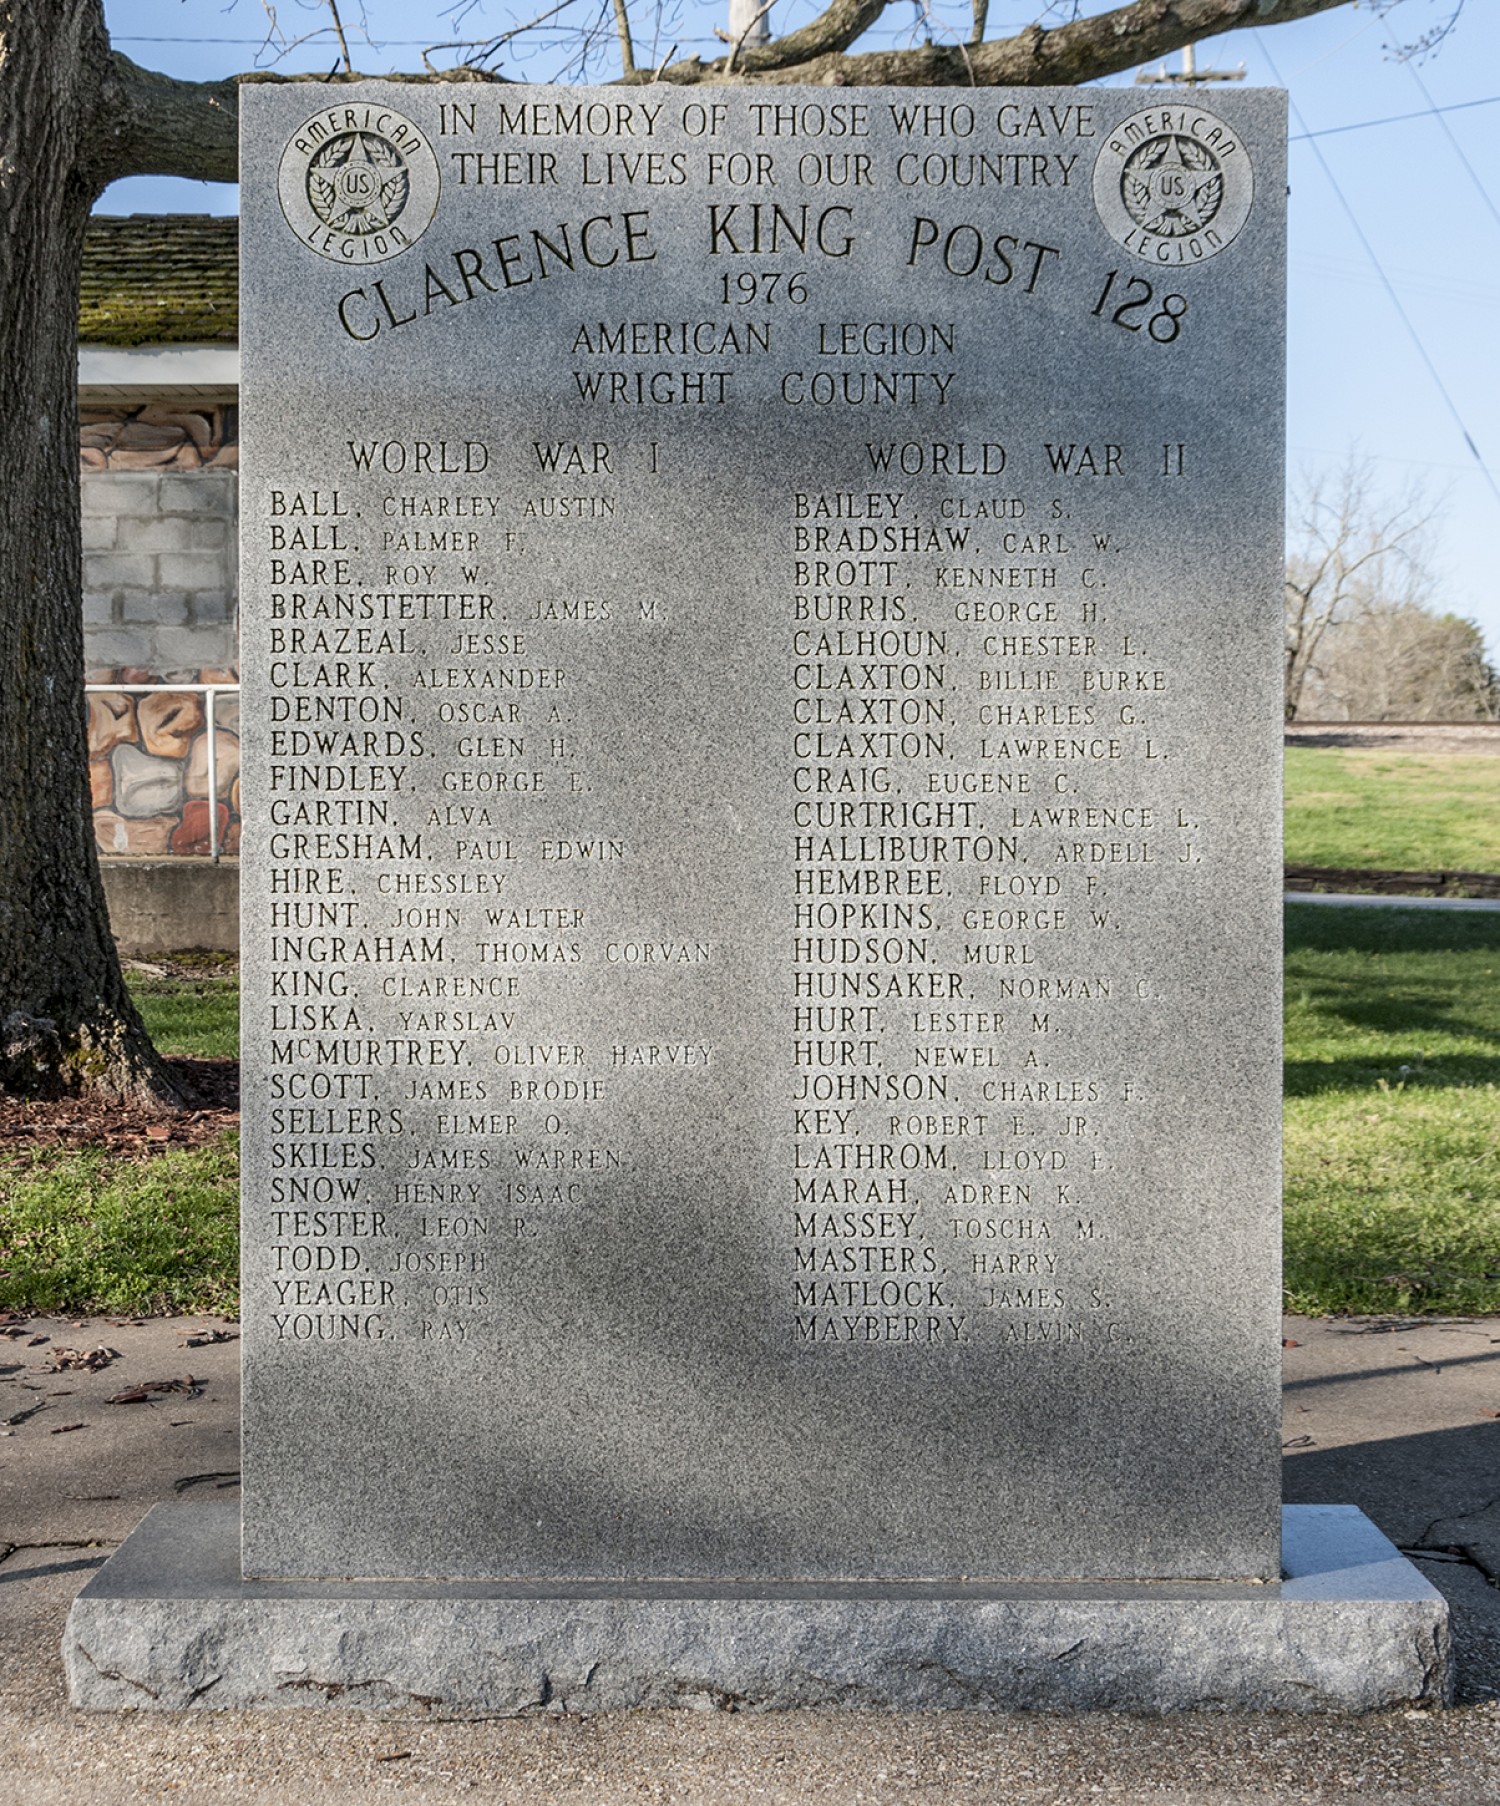 AMERICAN LEGION US
IN MEMORY OF THOSE WHO GAVE
THEIR LIVES FOR OUR COUNTRY
AMERICAN LEGION US
CLARENCE KING POST 128
1976
AMERICAN LEGION
WRIGHT COUNTY
WORLD WAR I
BALL, CHARLEY AUSTIN
BALL, PALMER F.
BARE, ROY W.
BRANSTETTER, JAMES M.
BRAZEAL, JESSE
CLARK, ALEXANDER
DENTON, OSCAR A.
EDWARDS, GLEN H.
FINDLEY, GEORGE E.
GARTIN, ALVA
GRESHAM, PAUL EDWIN
HIRE, CHESSLEY
HUNT, JOHN WALTER
INGRAHAM, THOMAS CORVAN
KING, CLARENCE
LISKA, YARSLAV
McMURTREY, OLIVER HARVEY
SCOTT, JAMES BRODIE
SELLERS, ELMER O.
SKILES, JAMES WARREN
SNOW, HENRY ISAAC
TESTER, LEON R.
TODD, JOSEPH
YEAGER, OTIS
YOUNG, RAY
WORLD WAR II
BAILEY, CLAUD S.
BRADSHAW, CARL W.
BROTT, KENNETH C.
BURRIS, GEORGE H.
CALHOUN, CHESTER L.
CLAXTON, BILLIE BURKE
CLAXTON, CHARLES G.
CLAXTON, LAWRENCE L.
CRAIG, EUGENE C.
CURTRIGHT, LAWRENCE L.
HALLIBURTON, ARDELL J.
HEMBREE, FLOYD F.
HOPKINS, GEORGE W.
HUDSON, MURL
HUNSAKER, NORMAN C.
HURT, LESTER M.
HURT, NEWEL A.
JOHNSON, CHARLES F.
KEY, ROBERT E. JR.
LATHROM, LLOYD E.
MARAH, ADREN K.
MASSEY, TOSCHA M.
MASTERS, HARRY
MATLOCK, JAMES S.
MAYBERRY, ALVIN C.